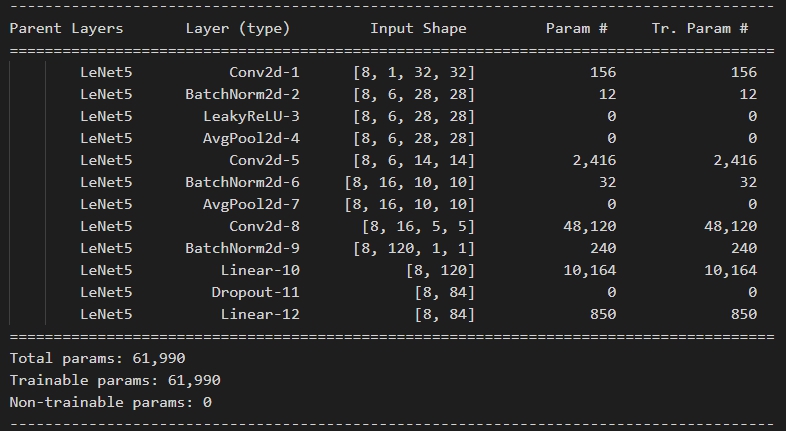 ---------------------------------------------------------------------------------------
Parent Layers       Layer (type)         Input Shape         Param #     Tr. Param #
=======================================================================================
        LeNet5           Conv2d-1      [8, 1, 32, 32]             156             156
        LeNet5      BatchNorm2d-2      [8, 6, 28, 28]              12              12
        LeNet5        LeakyReLU-3      [8, 6, 28, 28]               0               0
        LeNet5        AvgPool2d-4      [8, 6, 28, 28]               0               0
        LeNet5           Conv2d-5      [8, 6, 14, 14]           2,416           2,416
        LeNet5      BatchNorm2d-6     [8, 16, 10, 10]              32              32
        LeNet5        AvgPool2d-7     [8, 16, 10, 10]               0               0
        LeNet5           Conv2d-8       [8, 16, 5, 5]          48,120          48,120
        LeNet5      BatchNorm2d-9      [8, 120, 1, 1]             240             240
        LeNet5          Linear-10            [8, 120]          10,164          10,164
        LeNet5         Dropout-11             [8, 84]               0               0
        LeNet5          Linear-12             [8, 84]             850             850
=======================================================================================
Total params: 61,990
Trainable params: 61,990
Non-trainable params: 0
---------------------------------------------------------------------------------------